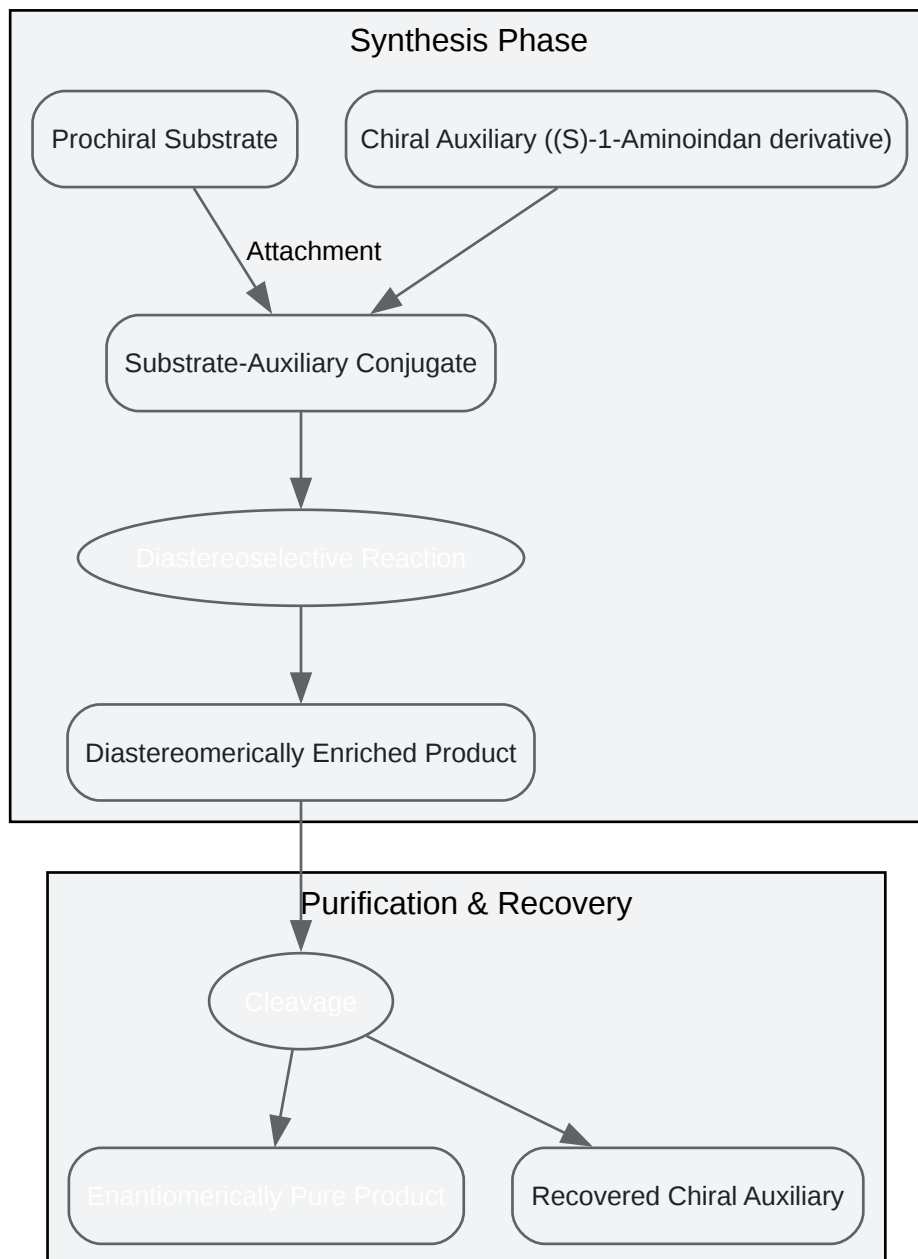 Synthesis Phase
Prochiral Substrate
Chiral Auxiliary ((S)-1-Aminoindan derivative)
Attachment
Substrate-Auxiliary Conjugate
Diastereoselective Reaction
Diastereomerically Enriched Product
Purification & Recovery
Cleavage
Enantiomerically Pure Product
Recovered Chiral Auxiliary